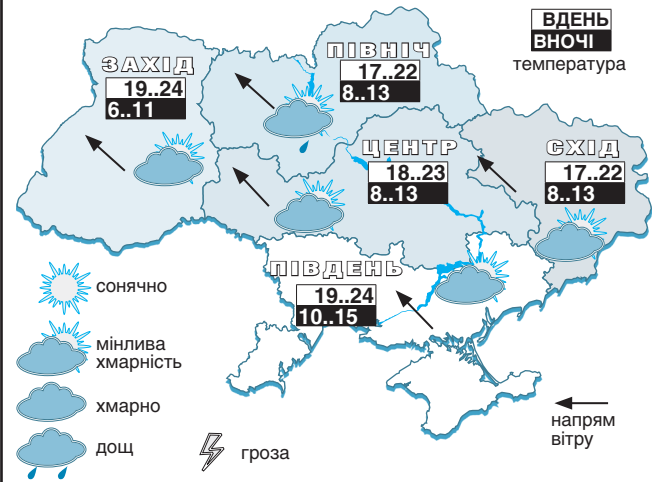 ВДЕНЬ
ВНОЧІ
температура
ПІВНІЧ
17..22
8..13
ЗАХІД
19..24
6..11
ЦЕНТР
18..23
8..13
СХІД
17..22
8..13
ПІВДЕНЬ
19..24
10..15
сонячно
мінлива
хмарність
хмарно
дощ
гроза
напрям
вітру